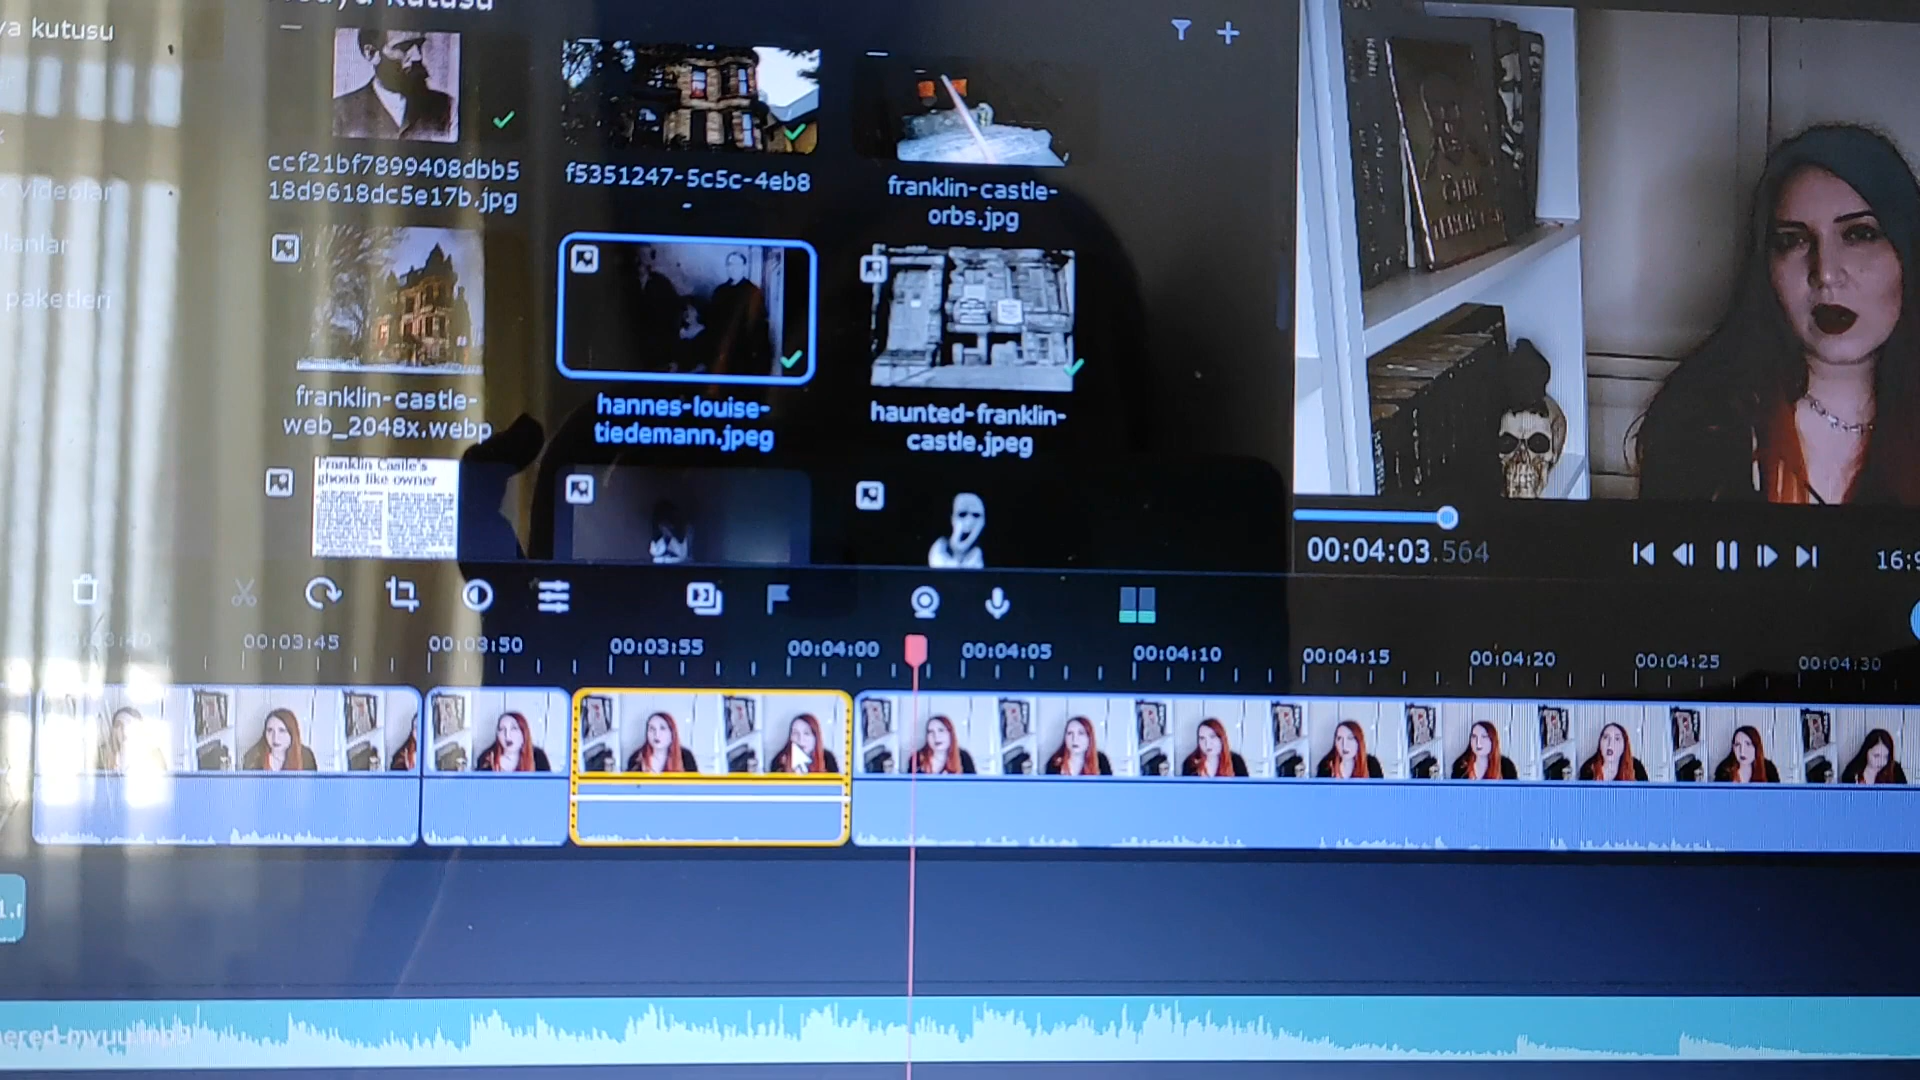 kutusu
ccf21bf7899408dbb5
18d9618dc5e17b.jpg
f5351247-5c5c-4eb8
franklin-castle-
orbs.jpg
videolar
paketleri
franklin-castle-
web_2048x.webp
hannes-louise-
tiedemann.jpeg
haunted-franklin-
castle.jpeg
Franklin Castle's
ghosts like owner
00:04:03.564
00:03:40
00:03:45
00:03:50
00:03:55
00:04:00
00:04:05
00:04:10
00:04:15
00:04:20
00:04:25
00:04:30